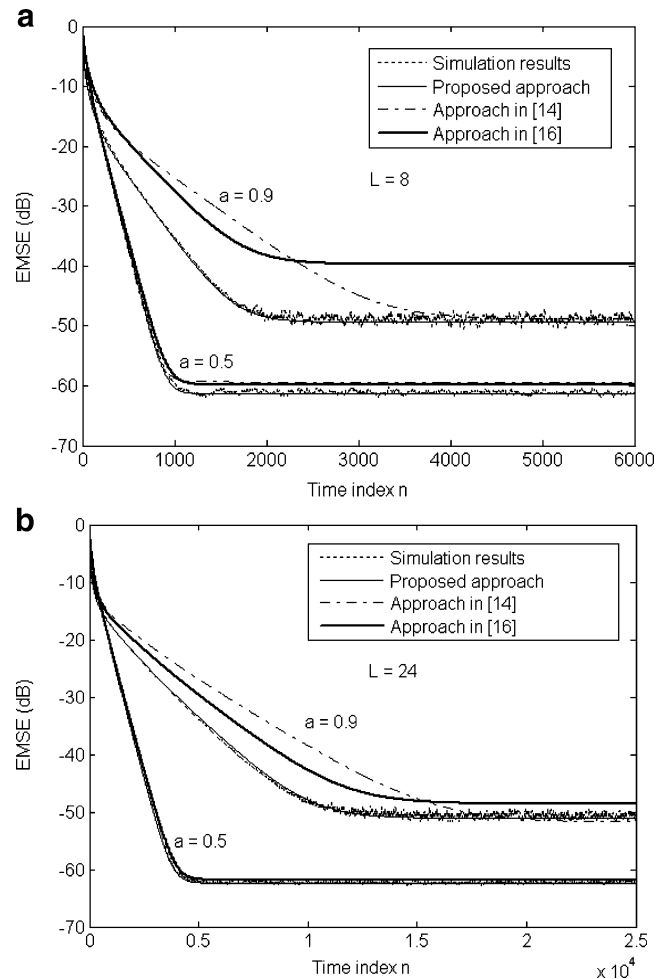 a
0
-10
-20
-30
-40
-50
-60
-70
EMSE (dB)
Simulation results
Proposed approach
Approach in [14]
Approach in [16]
L = 8
a = 0.9
a = 0.5
0 1000 2000 3000 4000 5000 6000
Time index n
b
0
-10
-20
-30
-40
-50
-60
-70
EMSE (dB)
Simulation results
Proposed approach
Approach in [14]
Approach in [16]
L = 24
a = 0.9
a = 0.5
0 0.5 1 1.5 2 2.5
Time index n
x 10⁴